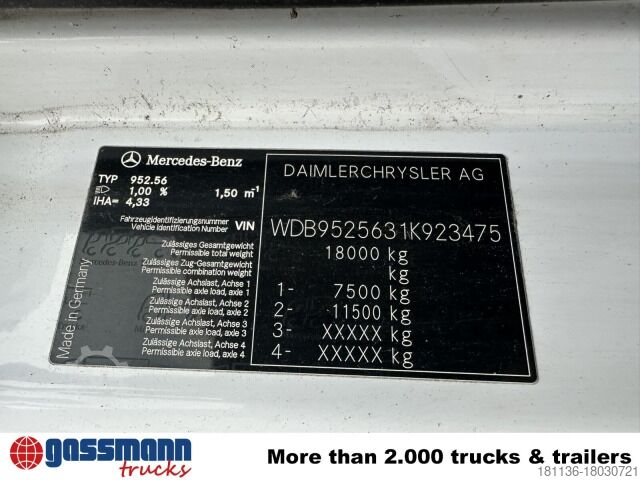 Mercedes-Benz
TYP 952.56
1,00 % 1,50 m⁻¹
IHA= 4,33
Fahrzeugidentifizierungsnummer
Vehicle Identification Number VIN
Zulässiges Gesamtgewicht
Permissible total weight
Zulässiges Zug-Gesamtgewicht
Permissible combination weight
Zulässige Achslast, Achse 1
Permissible axle load, axle 1
Zulässige Achslast, Achse 2
Permissible axle load, axle 2
Zulässige Achslast, Achse 3
Permissible axle load, axle 3
Zulässige Achslast, Achse 4
Permissible axle load, axle 4
Made in Germany
DAIMLERCHRYSLER AG
WDB9525631K923475
18000 kg
kg
1- 7500 kg
2- 11500 kg
3- XXXXX kg
4- XXXXX kg
gassmann
trucks
More than 2.000 trucks & trailers
181136-18030721